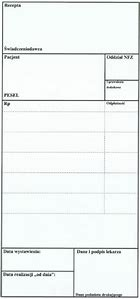 Recepta
Świadczeniodawca
Pacjent
Oddział NFZ
Uprawnienia dodatkowe
PESEL
Rp
Odpłatność
Data wystawienia:
Dane i podpis lekarza
Data realizacji „od dnia”: